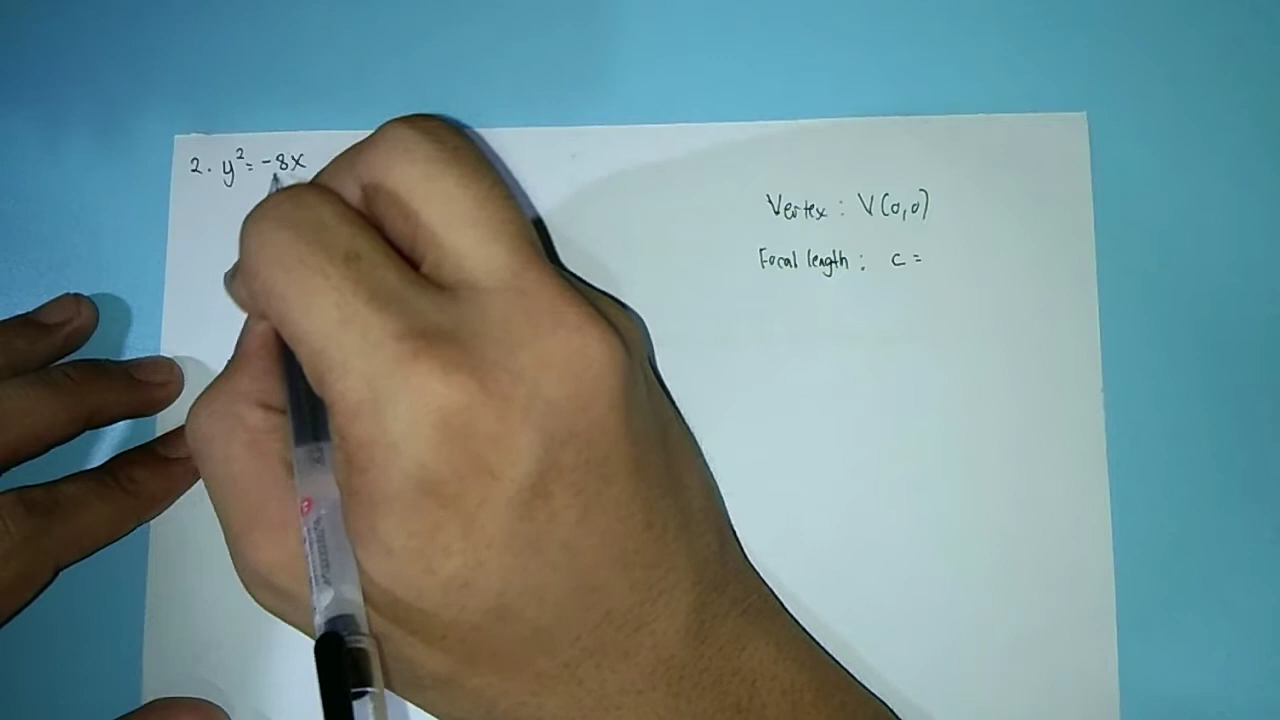 2. y² = -8x
Vertex : V(0,0)
Focal length : c =